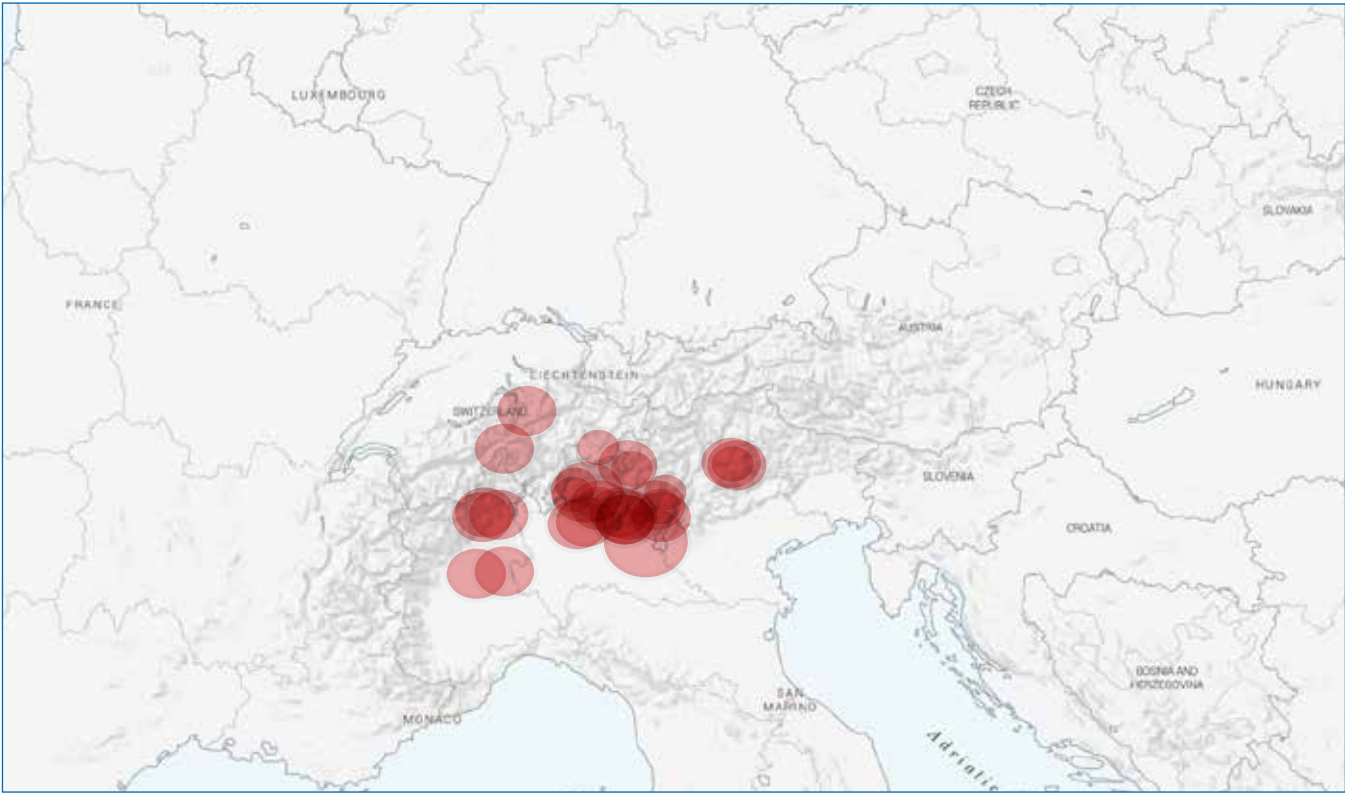 LUXEMBOURG
CZECH
REPUBLIC
SLOVAKIA
FRANCE
AUSTRIA
LIECHTENSTEIN
HUNGARY
SWITZERLAND
SLOVENIA
CROATIA
BOSNIA AND
HERZEGOVINA
SAN
MARINO
MONACO
Adriatic